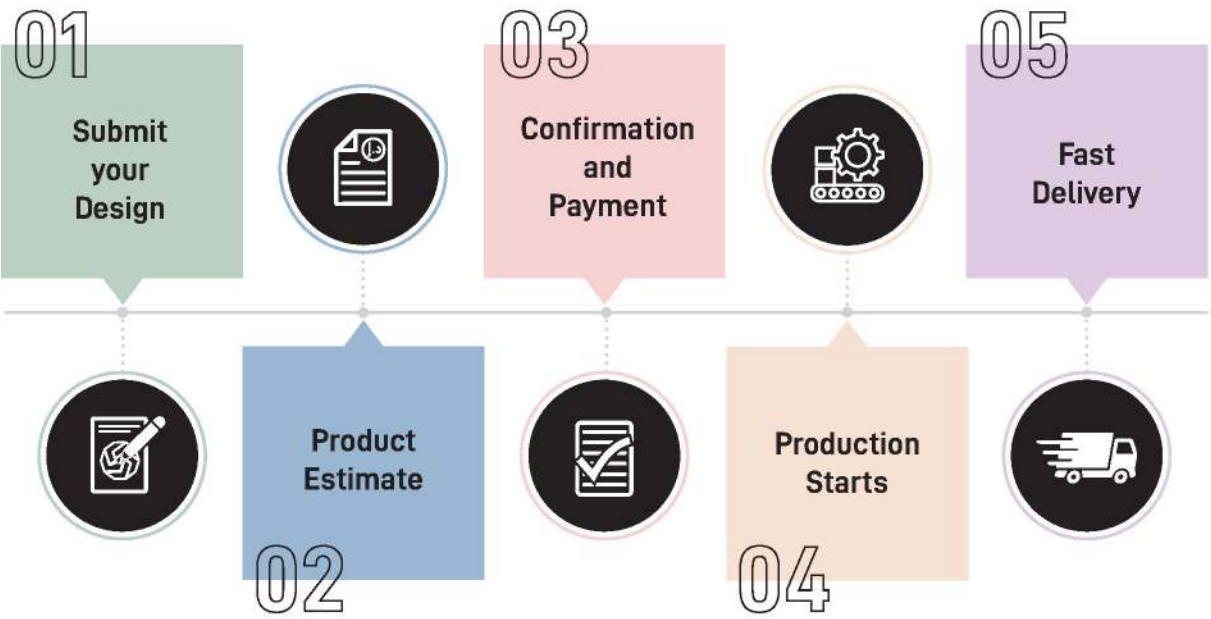 01
Submit
your
Design
02
Product
Estimate
03
Confirmation
and
Payment
04
Production
Starts
05
Fast
Delivery